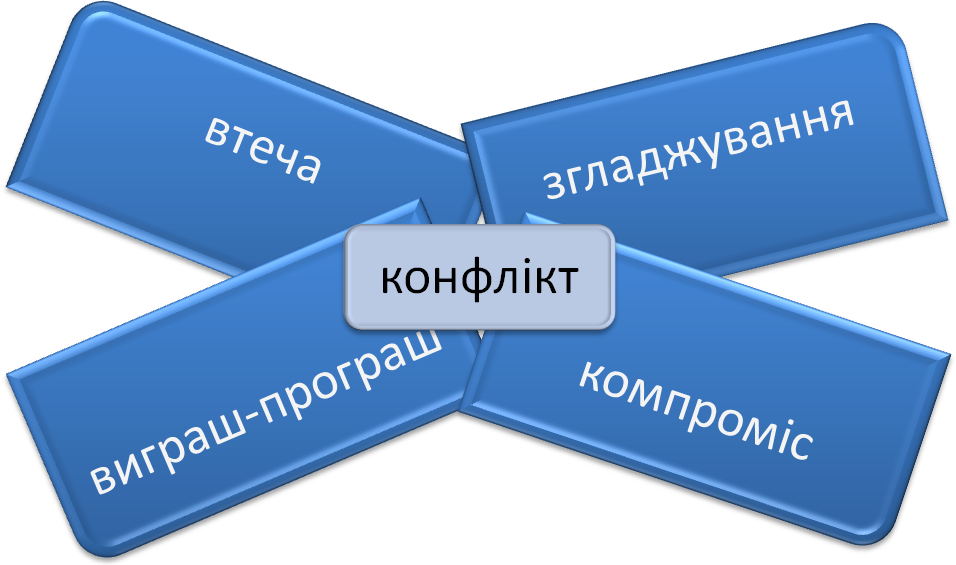 втеча
згладжування
конфлікт
виграш-програш
компроміс